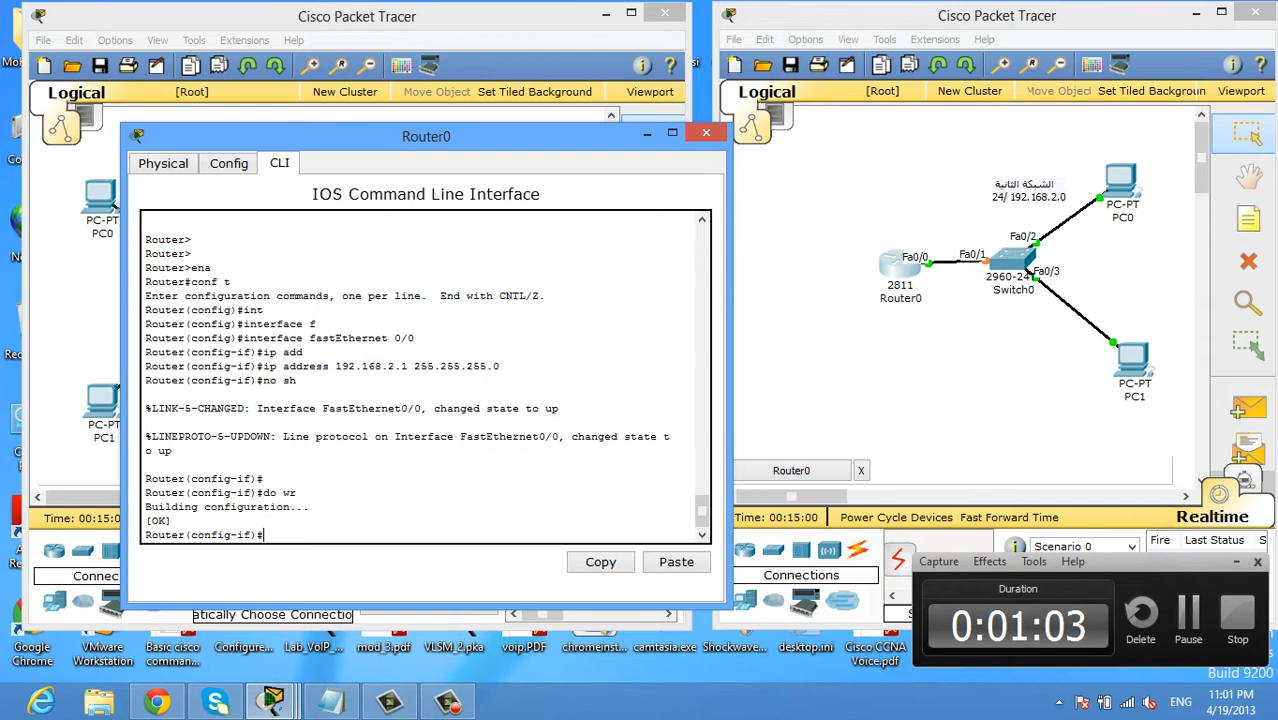 Cisco Packet Tracer
File Edit Options View Tools Extensions Help
Logical [Root] New Cluster Move Object Set Tiled Background Viewport
PC-PT
PC0
PC-PT
PC1
Time: 00:15:00
atically Choose Connectio
Router0
Physical Config CLI
IOS Command Line Interface
Router>
Router>
Router>ena
Router#conf t
Enter configuration commands, one per line. End with CNTL/Z.
Router(config)#int
Router(config)#interface f
Router(config)#interface fastEthernet 0/0
Router(config-if)#ip add
Router(config-if)#ip address 192.168.2.1 255.255.255.0
Router(config-if)#no sh
%LINK-5-CHANGED: Interface FastEthernet0/0, changed state to up
%LINEPROTO-5-UPDOWN: Line protocol on Interface FastEthernet0/0, changed state t
o up
Router(config-if)#
Router(config-if)#do wr
Building configuration...
[OK]
Router(config-if)#
Copy Paste
Cisco Packet Tracer
File Edit Options View Tools Extensions Help
Logical [Root] New Cluster Move Object Set Tiled Backgroun Viewport
الشبكة الثانية
24/ 192.168.2.0
PC-PT
PC0
Fa0/2
Fa0/0 Fa0/1
Fa0/3
2811
Router0
2960-24
Switch0
PC-PT
PC1
Router0 X
Time: 00:15:00 Power Cycle Devices Fast Forward Time Realtime
Scenario 0 Fire Last Status S
Connec
Connections
Capture Effects Tools Help
Duration
0:01:03
Delete Pause Stop
Google
Chrome
VMware
Workstation
Basic cisco
comman...
Configure...
Lab_VoiP_...
mod_3.pdf
VLSM_2.pka
voip.PDF
chromeinst...
camtasia.exe
Shockwave...
desktop.ini
Cisco CCNA
Voice.pdf
Build 9200
ENG
11:01 PM
4/19/2013